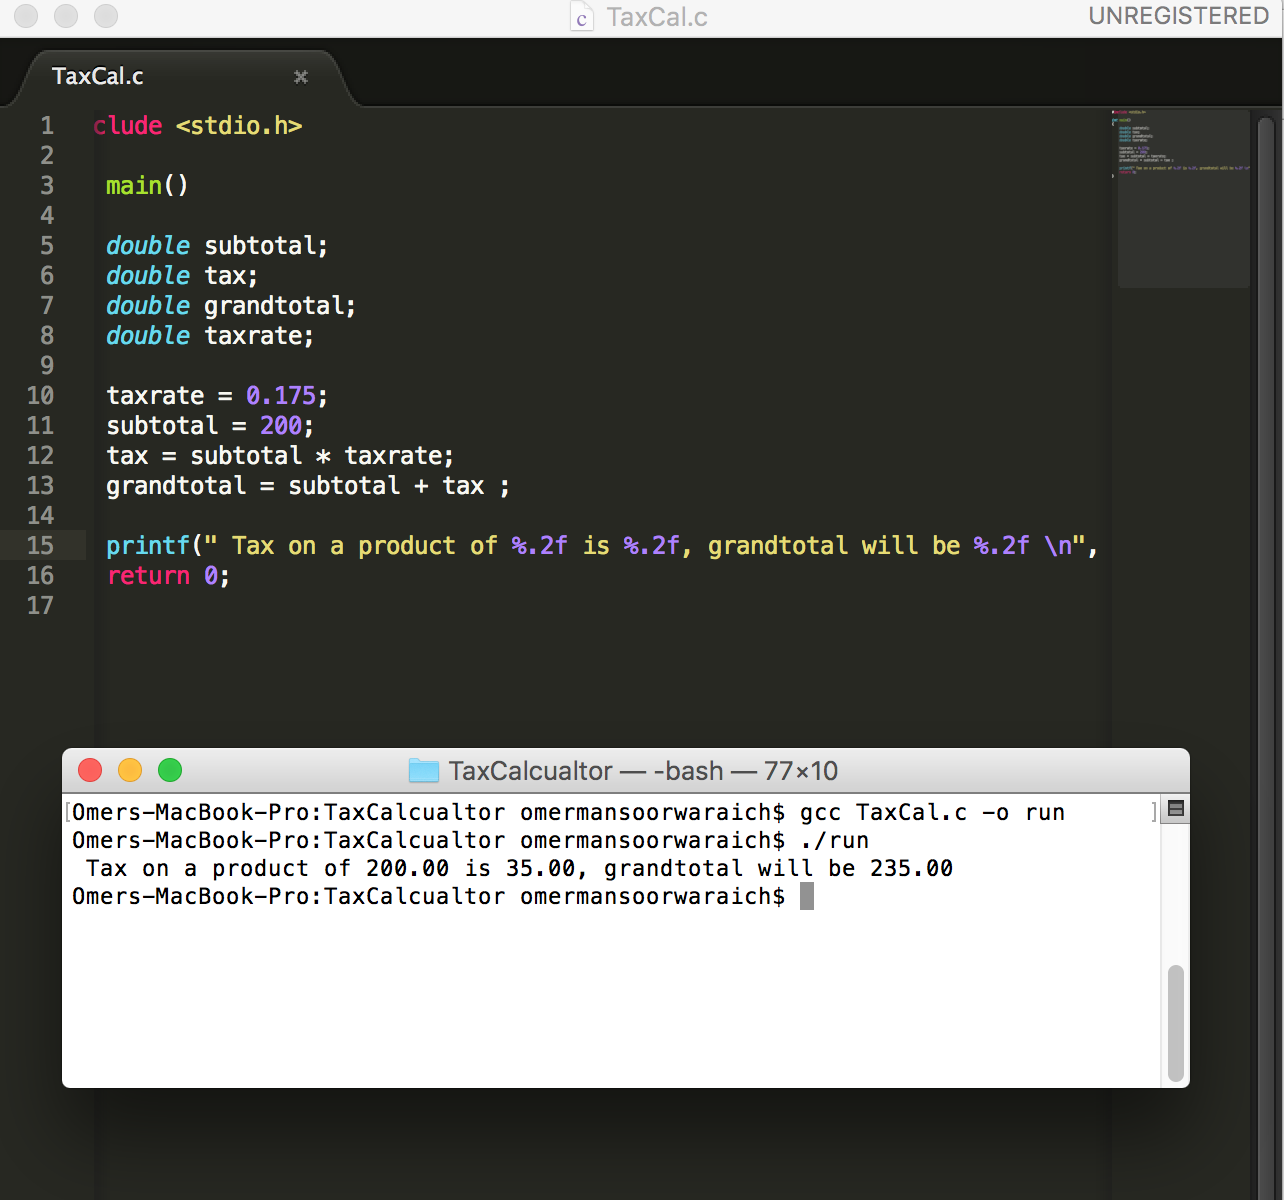 TaxCal.c
UNREGISTERED
TaxCal.c
1 clude <stdio.h>
2
3 main()
4
5 double subtotal;
6 double tax;
7 double grandtotal;
8 double taxrate;
9
10 taxrate = 0.175;
11 subtotal = 200;
12 tax = subtotal * taxrate;
13 grandtotal = subtotal + tax ;
14
15 printf(" Tax on a product of %.2f is %.2f, grandtotal will be %.2f \n",
16 return 0;
17
TaxCalcualtor — -bash — 77×10
[Omers-MacBook-Pro:TaxCalcualtor omermansoorwaraich$ gcc TaxCal.c -o run ]
Omers-MacBook-Pro:TaxCalcualtor omermansoorwaraich$ ./run
Tax on a product of 200.00 is 35.00, grandtotal will be 235.00
Omers-MacBook-Pro:TaxCalcualtor omermansoorwaraich$